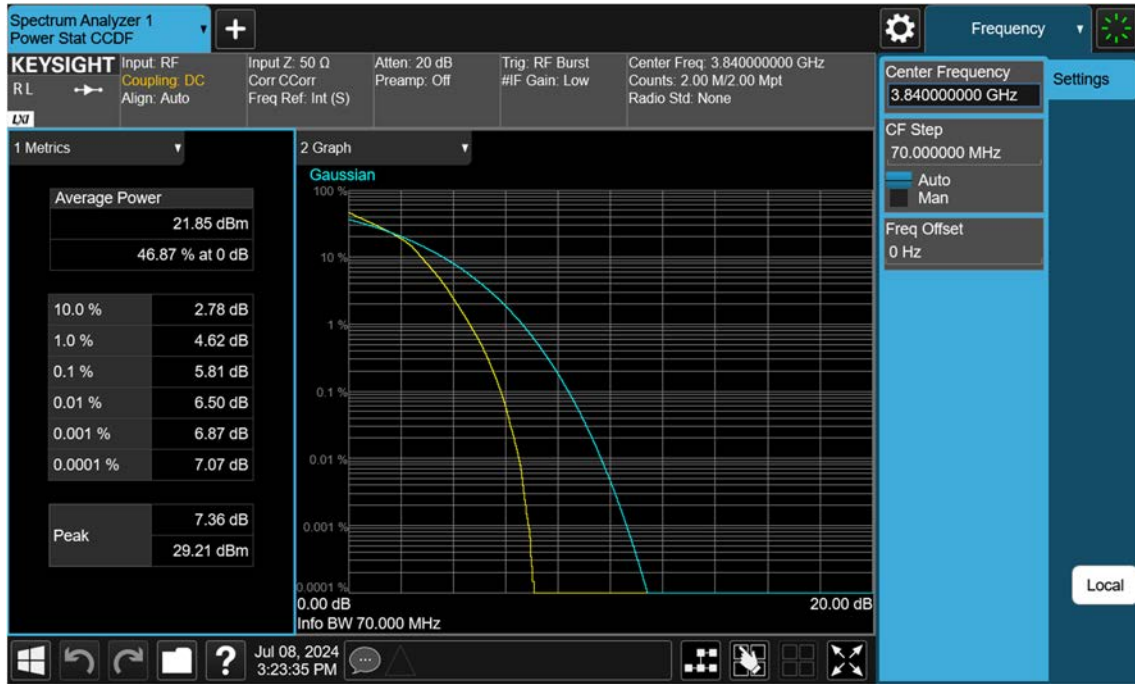 Spectrum Analyzer 1
Power Stat CCDF
+
Frequency
KEYSIGHT
RL
LXI
Input: RF
Coupling: DC
Align: Auto
Input Z: 50 Ω
Corr CCorr
Freq Ref: Int (S)
Atten: 20 dB
Preamp: Off
Trig: RF Burst
#IF Gain: Low
Center Freq: 3.840000000 GHz
Counts: 2.00 M/2.00 Mpt
Radio Std: None
Center Frequency
3.840000000 GHz
Settings
CF Step
70.000000 MHz
Auto
Man
Freq Offset
0 Hz
1 Metrics
Average Power
21.85 dBm
46.87 % at 0 dB
10.0 % 2.78 dB
1.0 % 4.62 dB
0.1 % 5.81 dB
0.01 % 6.50 dB
0.001 % 6.87 dB
0.0001 % 7.07 dB
Peak
7.36 dB
29.21 dBm
2 Graph
Gaussian
100 %
10 %
1 %
0.1 %
0.01 %
0.001 %
0.0001 %
0.00 dB 20.00 dB
Info BW 70.000 MHz
Local
?
Jul 08, 2024
3:23:35 PM